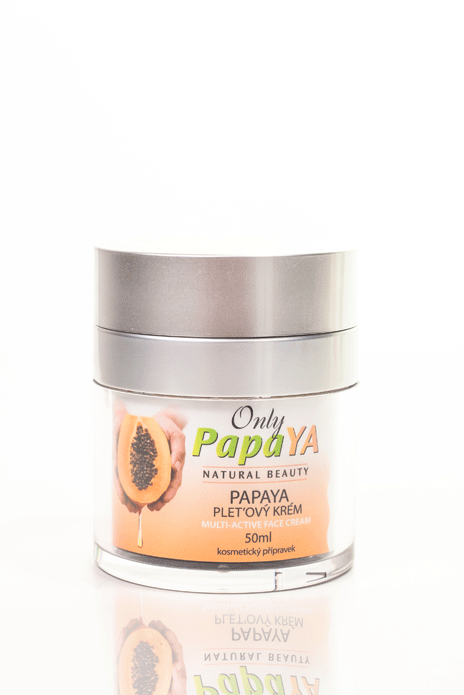 Only
PapaYA
NATURAL BEAUTY
PAPAYA
PLEŤOVÝ KRÉM
MULTI-ACTIVE FACE CREAM
50ml
kosmetický přípravek